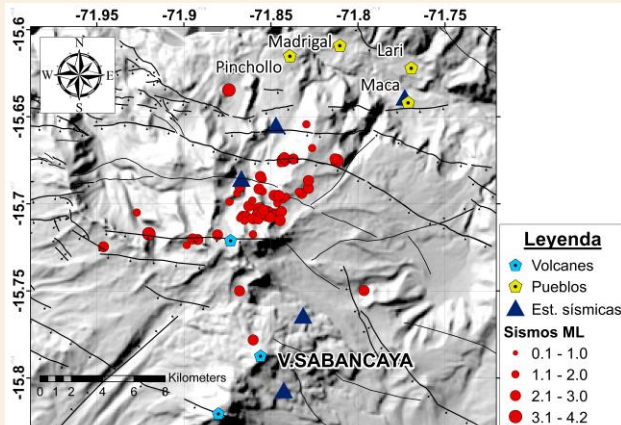 -71.95 -71.9 -71.85 -71.8 -71.75
-15.6
-15.65
-15.7
-15.75
-15.8
N
W E
S
Madrigal
Pinchollo
Lari
Maca
V.SABANCAYA
Kilometers
0 1 2 4 6 8
Leyenda
Volcanes
Pueblos
Est. sísmicas
Sismos ML
0.1 - 1.0
1.1 - 2.0
2.1 - 3.0
3.1 - 4.2